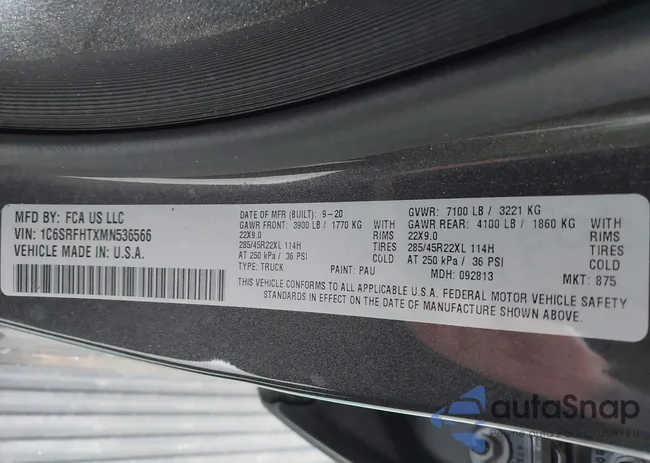 MFD BY: FCA US LLC
VIN: 1C6SRFHTXMN536566
VEHICLE MADE IN: U.S.A.
DATE OF MFR (BUILT): 9-20
GAWR FRONT: 3900 LB / 1770 KG WITH
22X9.0 RIMS
285/45R22XL 114H TIRES
AT 250 kPa / 36 PSI COLD
TYPE: TRUCK PAINT: PAU
GVWR: 7100 LB / 3221 KG
GAWR REAR: 4100 LB / 1860 KG WITH
22X9.0 RIMS
285/45R22XL 114H TIRES
AT 250 kPa / 36 PSI COLD
MDH: 092813 MKT: 875
THIS VEHICLE CONFORMS TO ALL APPLICABLE U.S.A. FEDERAL MOTOR VEHICLE SAFETY
STANDARDS IN EFFECT ON THE DATE OF MANUFACTURE SHOWN ABOVE.
autaSnap